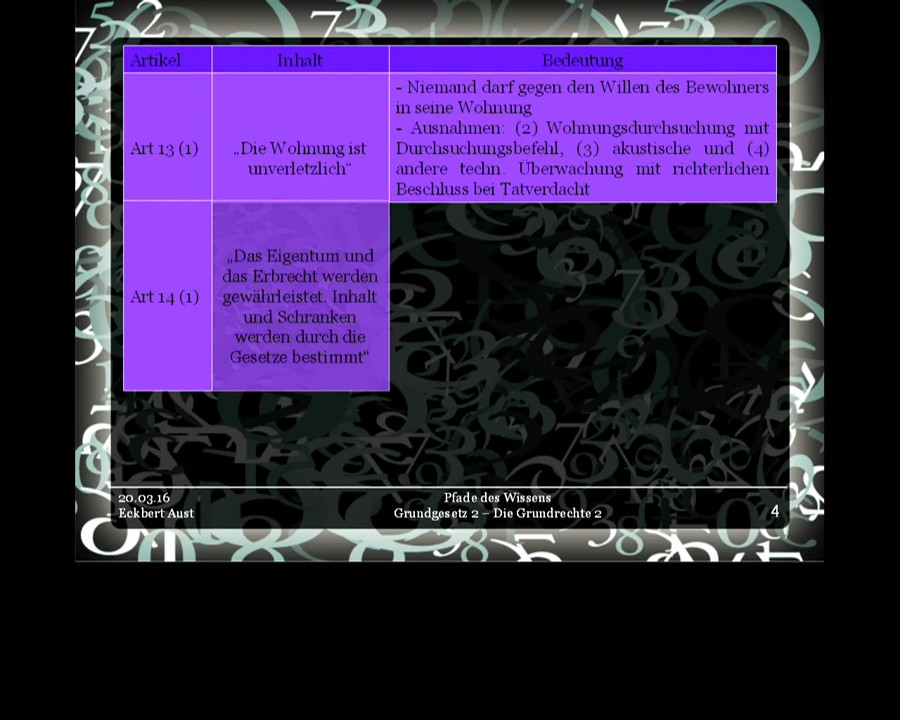 Artikel Inhalt Bedeutung
Art 13 (1)
„Die Wohnung ist
unverletzlich“
- Niemand darf gegen den Willen des Bewohners
in seine Wohnung
- Ausnahmen: (2) Wohnungsdurchsuchung mit
Durchsuchungsbefehl, (3) akustische und (4)
andere techn. Überwachung mit richterlichen
Beschluss bei Tatverdacht
Art 14 (1)
„Das Eigentum und
das Erbrecht werden
gewährleistet. Inhalt
und Schranken
werden durch die
Gesetze bestimmt“
20.03.16
Eckbert Aust
Pfade des Wissens
Grundgesetz 2 – Die Grundrechte 2
4